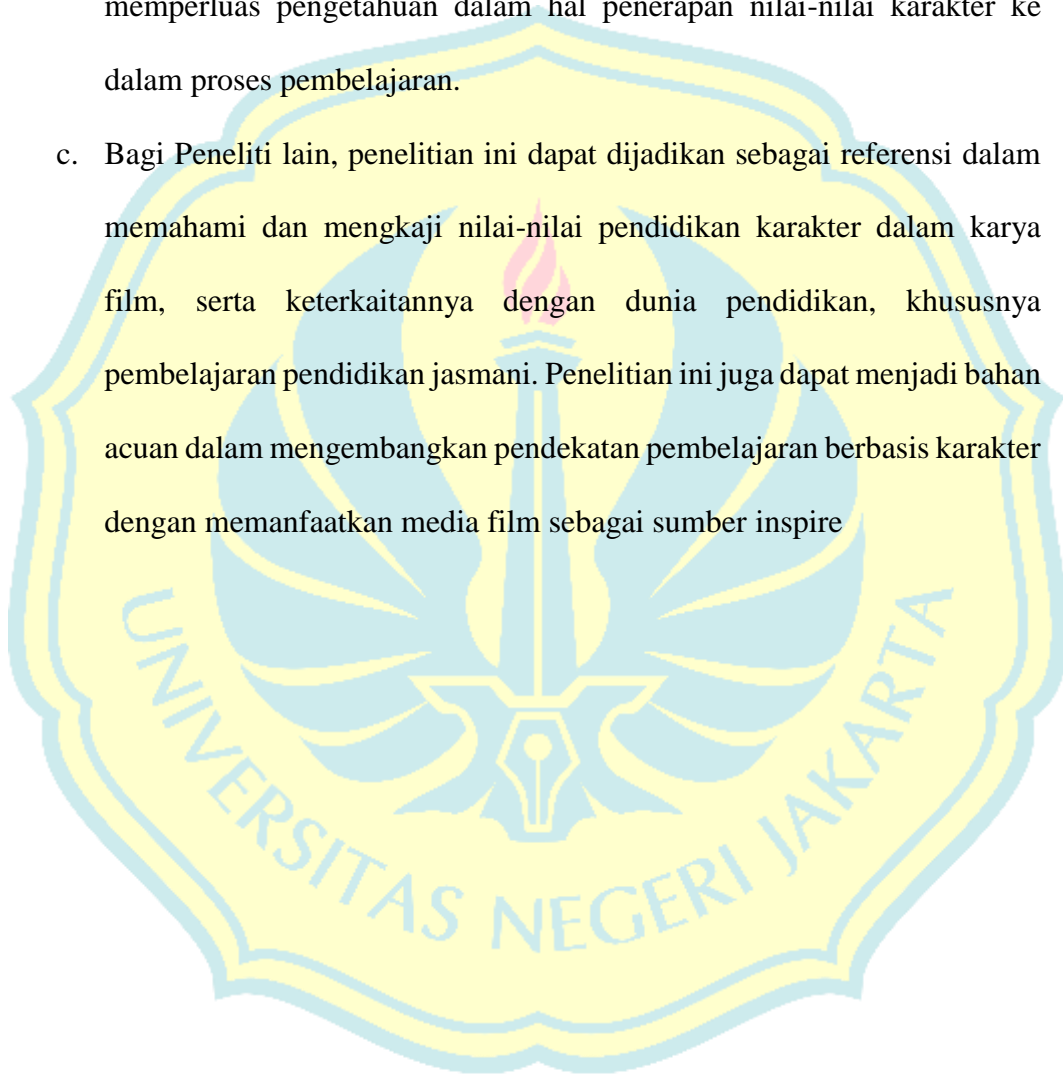 memperluas pengetahuan dalam hal penerapan nilai-nilai karakter ke
dalam proses pembelajaran.
c. Bagi Peneliti lain, penelitian ini dapat dijadikan sebagai referensi dalam
memahami dan mengkaji nilai-nilai pendidikan karakter dalam karya
film, serta keterkaitannya dengan dunia pendidikan, khususnya
pembelajaran pendidikan jasmani. Penelitian ini juga dapat menjadi bahan
acuan dalam mengembangkan pendekatan pembelajaran berbasis karakter
dengan memanfaatkan media film sebagai sumber inspire
UNIVERSITAS NEGERI JAKARTA